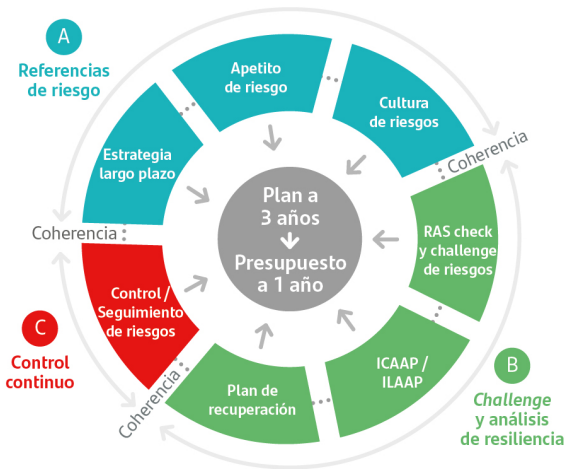 A
Referencias
de riesgo
Apetito
de riesgo
Cultura
de riesgos
Estrategia
largo plazo
Coherencia
Coherencia
Plan a
3 años
Presupuesto
a 1 año
RAS check
y challenge
de riesgos
Control /
Seguimiento
de riesgos
C
Control
continuo
Coherencia
Plan de
recuperación
ICAAP /
ILAAP
B
Challenge
y análisis
de resiliencia